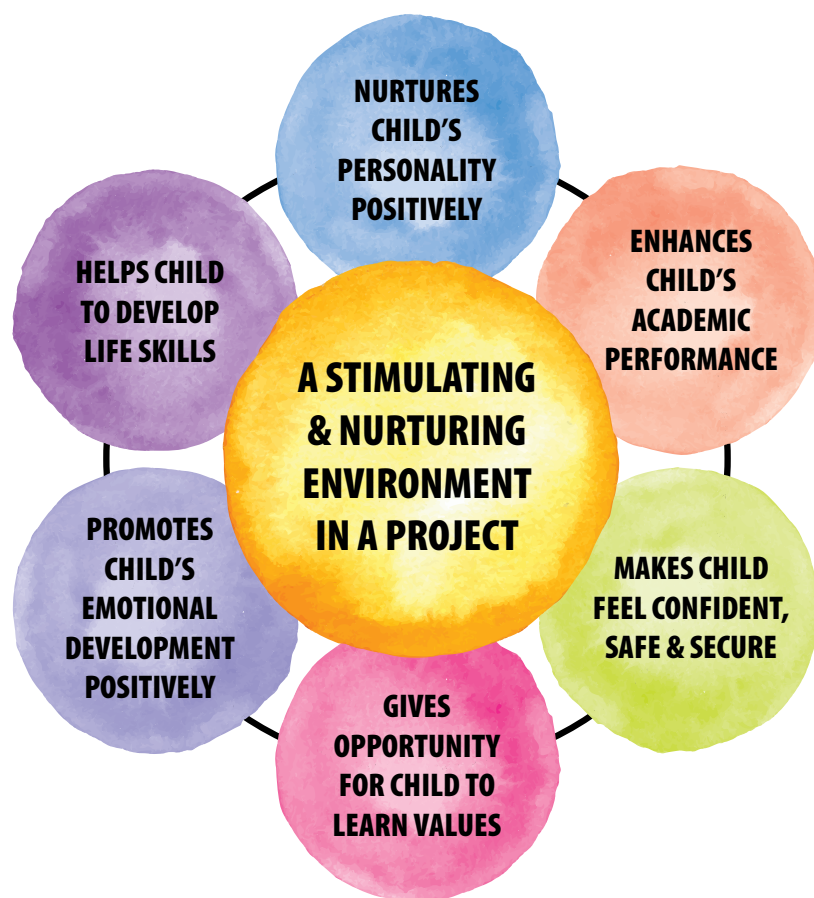 NURTURES
CHILD'S
PERSONALITY
POSITIVELY
ENHANCES
CHILD'S
ACADEMIC
PERFORMANCE
MAKES CHILD
FEEL CONFIDENT,
SAFE & SECURE
GIVES
OPPORTUNITY
FOR CHILD TO
LEARN VALUES
PROMOTES
CHILD'S
EMOTIONAL
DEVELOPMENT
POSITIVELY
HELPS CHILD
TO DEVELOP
LIFE SKILLS
A STIMULATING
& NURTURING
ENVIRONMENT
IN A PROJECT